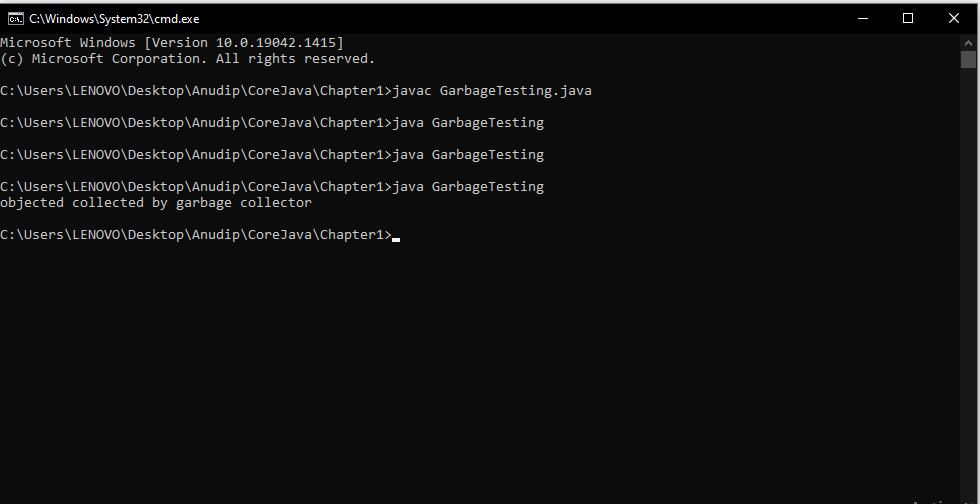 C:\Windows\System32\cmd.exe
Microsoft Windows [Version 10.0.19042.1415]
(c) Microsoft Corporation. All rights reserved.
C:\Users\LENOVO\Desktop\Anudip\CoreJava\Chapter1>javac GarbageTesting.java
C:\Users\LENOVO\Desktop\Anudip\CoreJava\Chapter1>java GarbageTesting
C:\Users\LENOVO\Desktop\Anudip\CoreJava\Chapter1>java GarbageTesting
C:\Users\LENOVO\Desktop\Anudip\CoreJava\Chapter1>java GarbageTesting
objected collected by garbage collector
C:\Users\LENOVO\Desktop\Anudip\CoreJava\Chapter1>